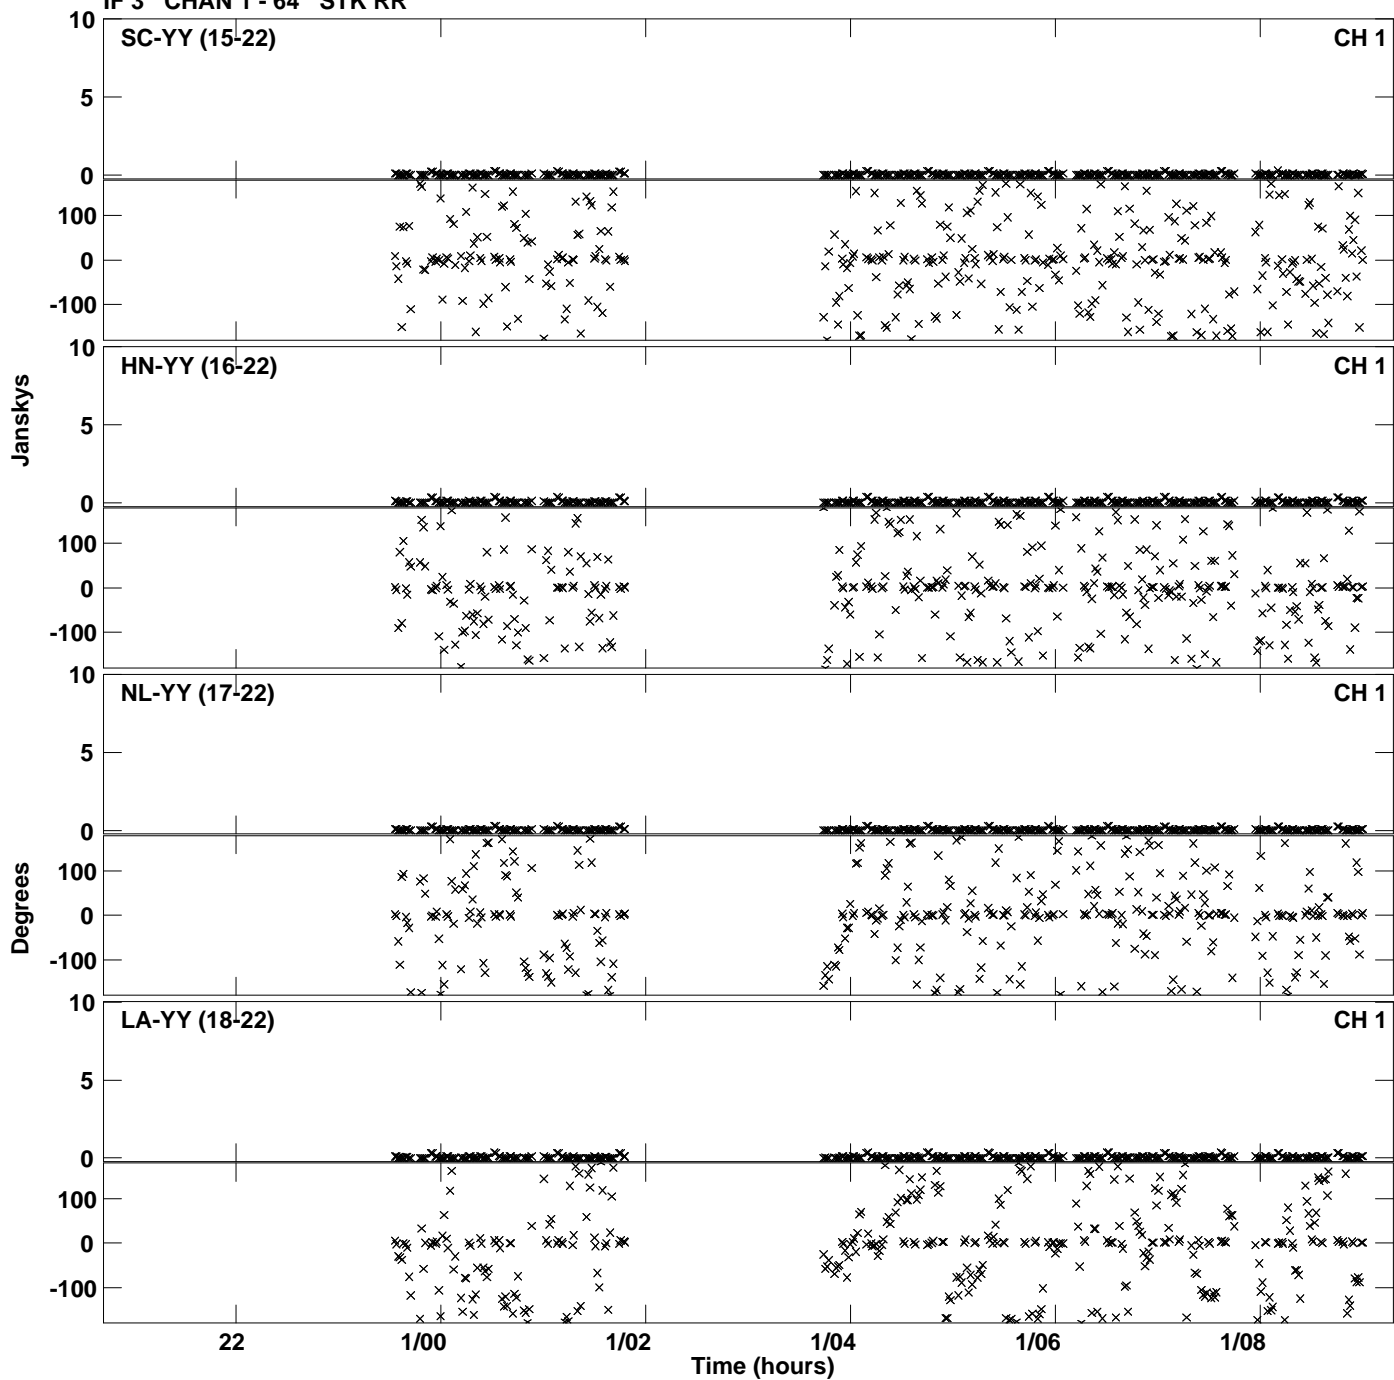 IF 3 CHAN 1 - 64 STK RR
10
SC-YY (15-22)
CH 1
5
0
100
0
-100
10
HN-YY (16-22)
CH 1
5
0
100
0
-100
Janskys
10
NL-YY (17-22)
CH 1
5
0
100
0
-100
Degrees
10
LA-YY (18-22)
CH 1
5
0
100
0
-100
22
1/00
1/02
1/04
1/06
1/08
Time (hours)